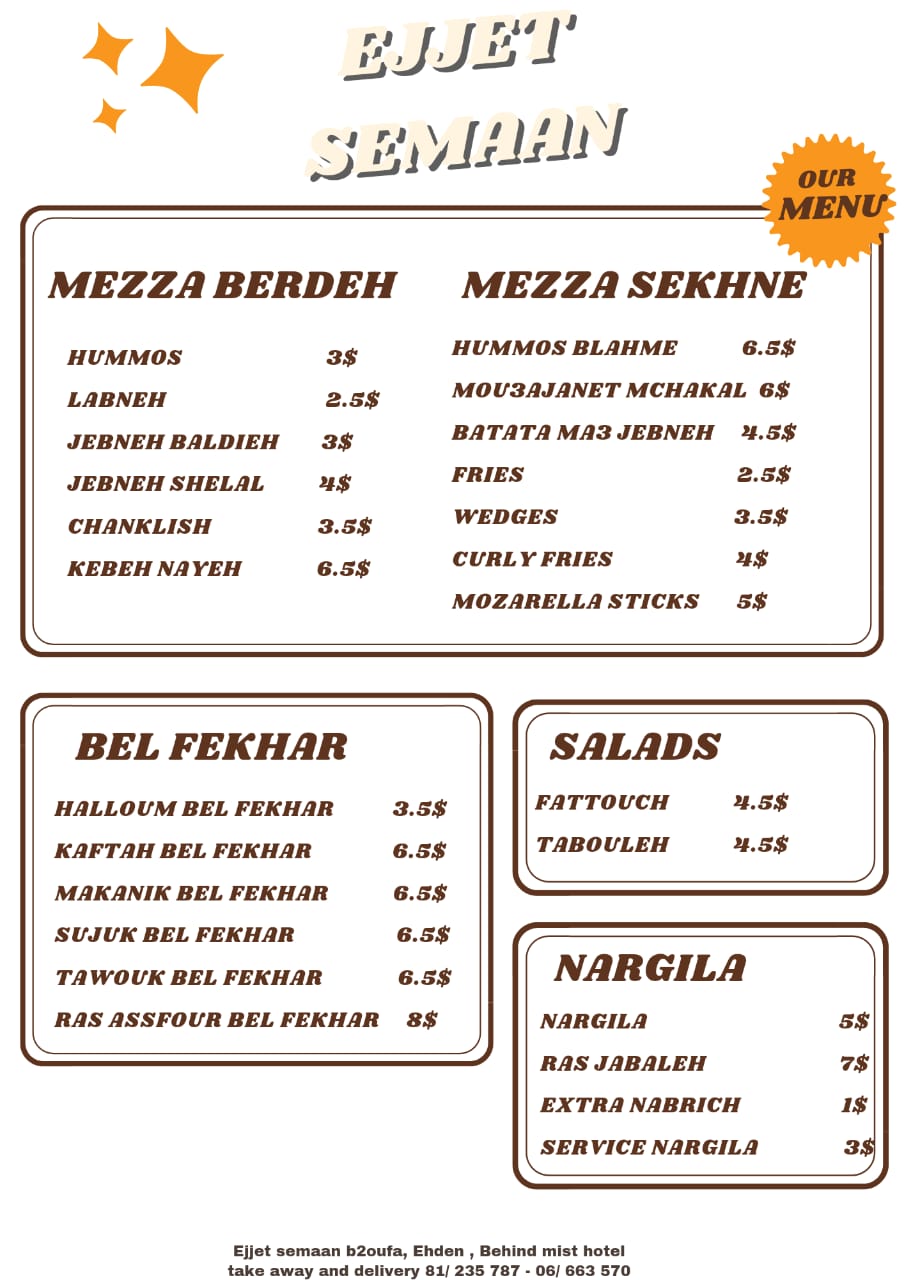 EJJET
SEMAAN
OUR
MENU
MEZZA BERDEH
HUMMOS 3$
LABNEH 2.5$
JEBNEH BALDIEH 3$
JEBNEH SHELAL 4$
CHANKLISH 3.5$
KEBEH NAYEH 6.5$
MEZZA SEKHNE
HUMMOS BLAHME 6.5$
MOU3AJANET MCHAKAL 6$
BATATA MA3 JEBNEH 4.5$
FRIES 2.5$
WEDGES 3.5$
CURLY FRIES 4$
MOZARELLA STICKS 5$
BEL FEKHAR
HALLOUM BEL FEKHAR 3.5$
KAFTAH BEL FEKHAR 6.5$
MAKANIK BEL FEKHAR 6.5$
SUJUK BEL FEKHAR 6.5$
TAWOUK BEL FEKHAR 6.5$
RAS ASSFOUR BEL FEKHAR 8$
SALADS
FATTOUCH 4.5$
TABOULEH 4.5$
NARGILA
NARGILA 5$
RAS JABALEH 7$
EXTRA NABRICH 1$
SERVICE NARGILA 3$
Ejjet semaan b2oufa, Ehden , Behind mist hotel
take away and delivery 81/ 235 787 - 06/ 663 570